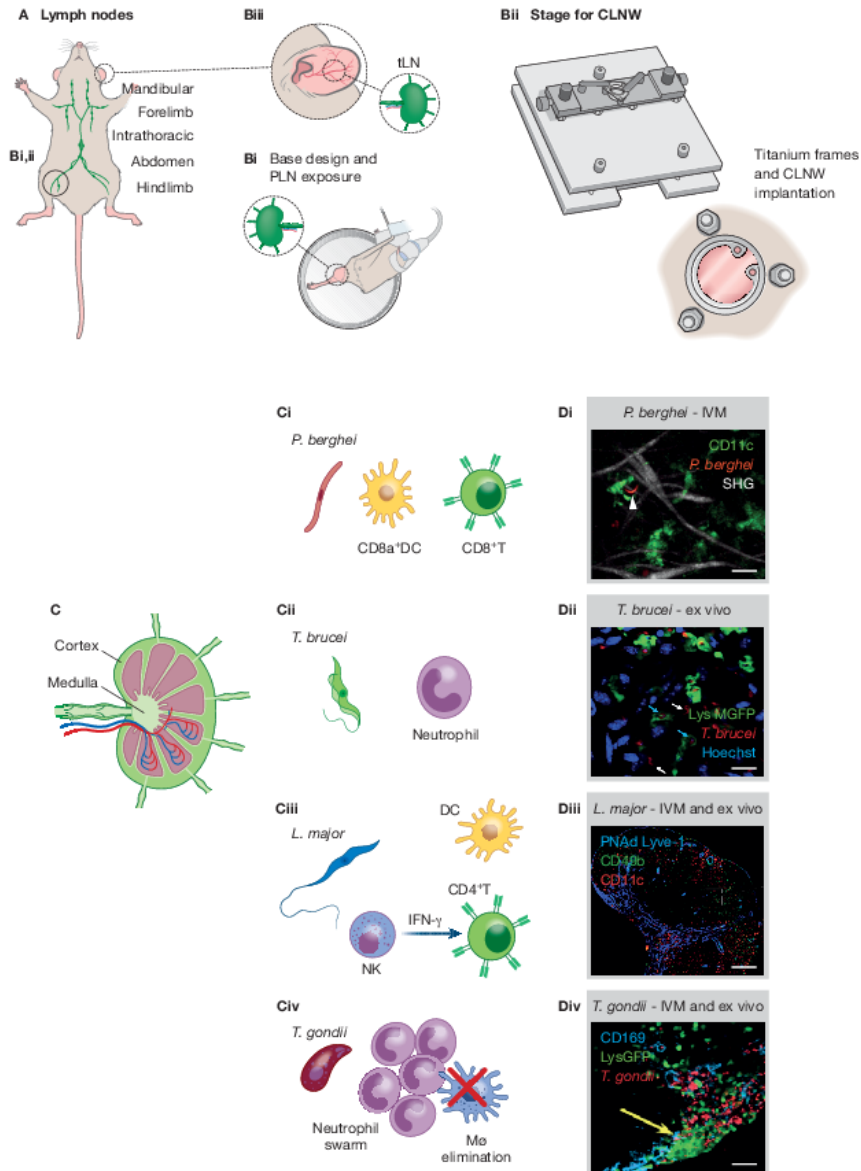 A Lymph nodes
Mandibular
Forelimb
Intrathoracic
Abdomen
Hindlimb
Bi,ii
Biii
tLN
Bi Base design and
PLN exposure
Bii Stage for CLNW
Titanium frames
and CLNW
implantation
C
Cortex
Medulla
Ci
P. berghei
CD8a⁺DC
CD8⁺T
Di
P. berghei - IVM
CD11c
P. berghei
SHG
Cii
T. brucei
Neutrophil
Dii
T. brucei - ex vivo
Lys MGFP
T. brucei
Hoechst
Ciii
L. major
DC
CD4⁺T
IFN-γ
NK
Diii
L. major - IVM and ex vivo
PNAd Lyve-1
CD49b
CD11c
Civ
T. gondii
Neutrophil
swarm
Mø
elimination
Div
T. gondii - IVM and ex vivo
CD169
LysGFP
T. gondii